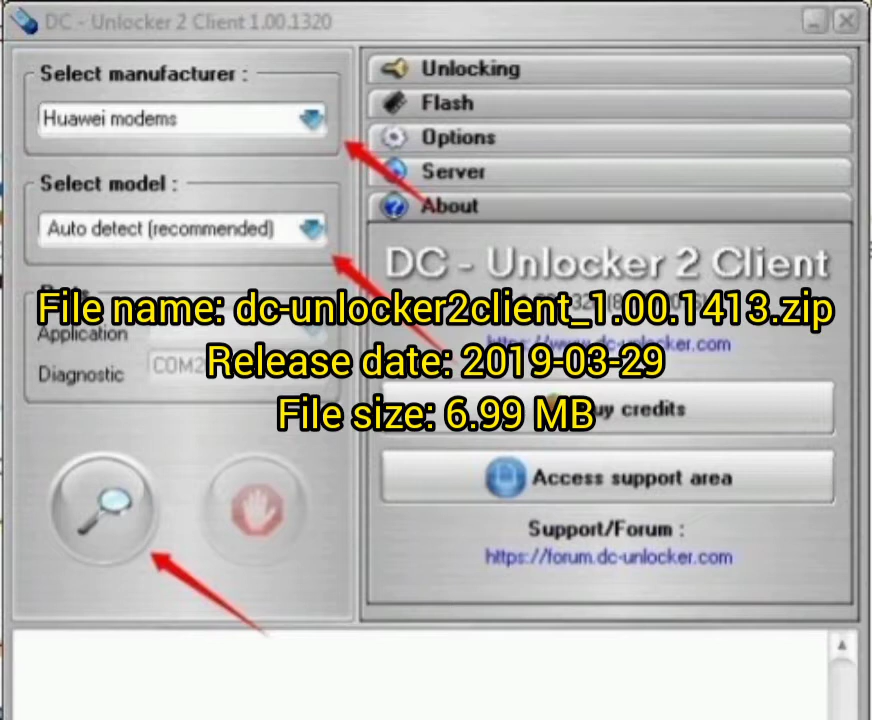 DC - Unlocker 2 Client 1.00.1320
Select manufacturer :
Huawei modems
Select model :
Auto detect (recommended)
Application
Diagnostic
Unlocking
Flash
Options
Server
About
DC - Unlocker 2 Client
File name: dc-unlocker2client_1.00.1413.zip
Release date: 2019-03-29
File size: 6.99 MB
credits
Access support area
Support/Forum :
https://forum.dc-unlocker.com